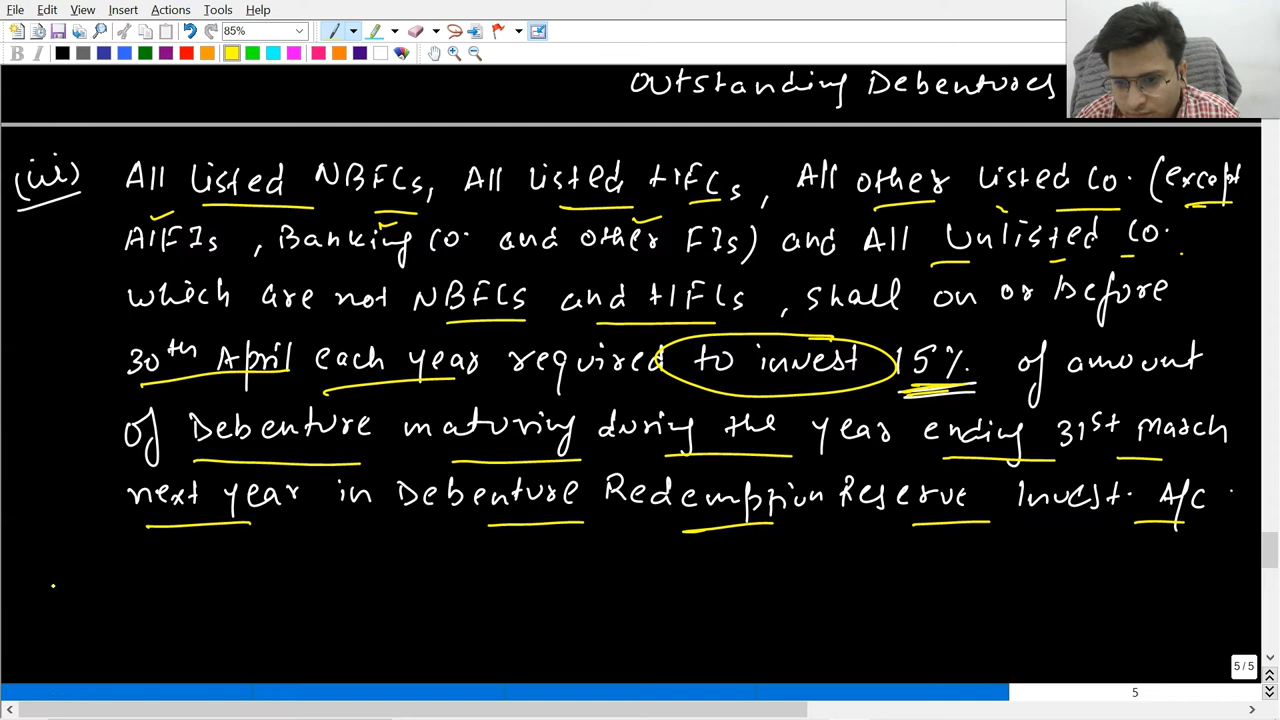 File Edit View Insert Actions Tools Help
85%
B I U
Outstanding Debentures
(iii) All listed NBFCs, All listed HFCs, All other listed Co. (except
AIFIs, Banking Co. and other FIs) and All Unlisted Co.
which are not NBFCs and HFCs, shall on or before
30th April each year required to invest 15% of amount
of Debenture maturing during the year ending 31st march
next year in Debenture Redemption Reserve Invest. A/C.
5/5
5